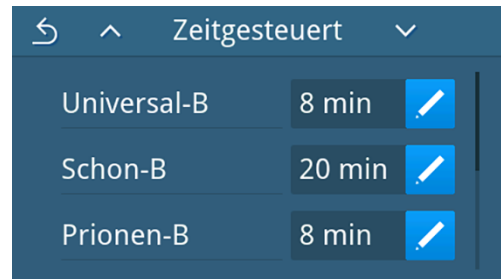 Zeitgesteuert
Universal-B 8 min
Schon-B 20 min
Prionen-B 8 min